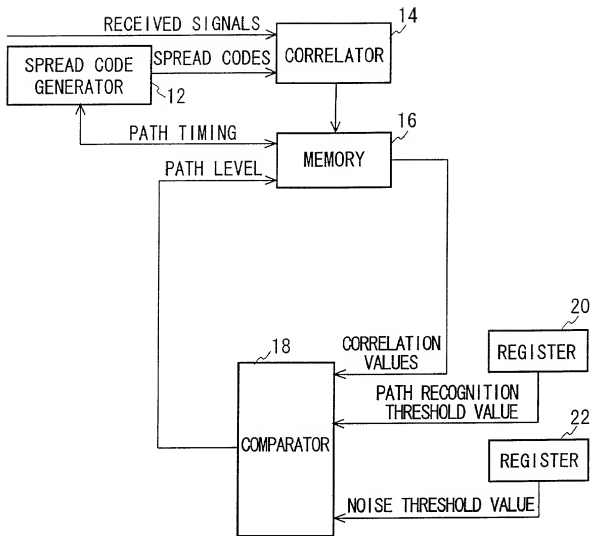 RECEIVED SIGNALS
14
CORRELATOR
SPREAD CODES
SPREAD CODE
GENERATOR
12
PATH TIMING
16
MEMORY
PATH LEVEL
18
CORRELATION
VALUES
20
REGISTER
PATH RECOGNITION
THRESHOLD VALUE
COMPARATOR
22
REGISTER
NOISE THRESHOLD VALUE